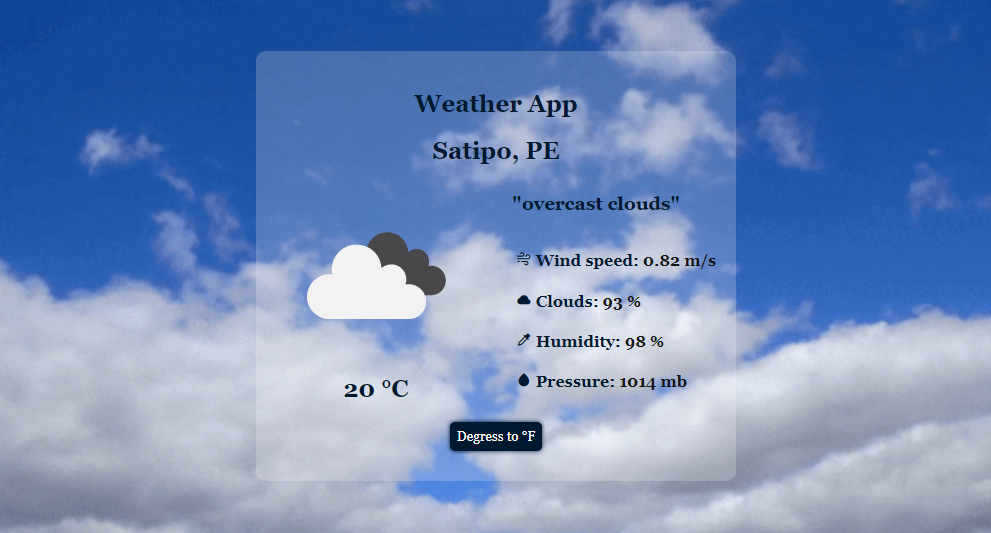 Weather App
Satipo, PE
"overcast clouds"
Wind speed: 0.82 m/s
Clouds: 93 %
Humidity: 98 %
Pressure: 1014 mb
20 °C
Degress to °F